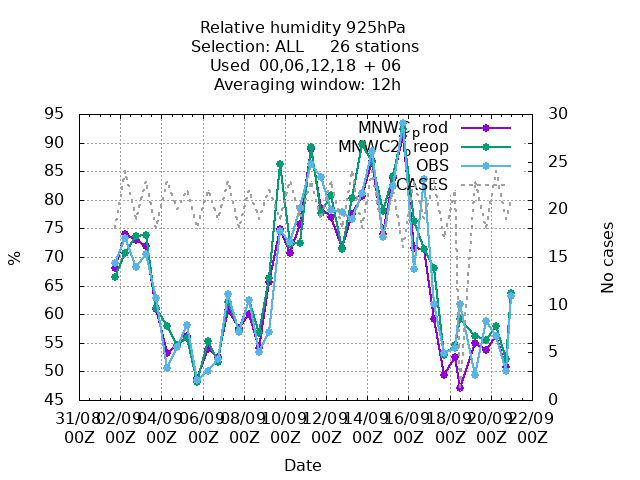 Relative humidity 925hPa
Selection: ALL 26 stations
Used 00,06,12,18 + 06
Averaging window: 12h
MNWC_prod
MNWC2_preop
OBS
CASES
95
90
85
80
75
70
65
60
55
50
45
30
25
20
15
10
5
0
%
No cases
31/08 02/09 04/09 06/09 08/09 10/09 12/09 14/09 16/09 18/09 20/09 22/09
00Z 00Z 00Z 00Z 00Z 00Z 00Z 00Z 00Z 00Z 00Z 00Z
Date